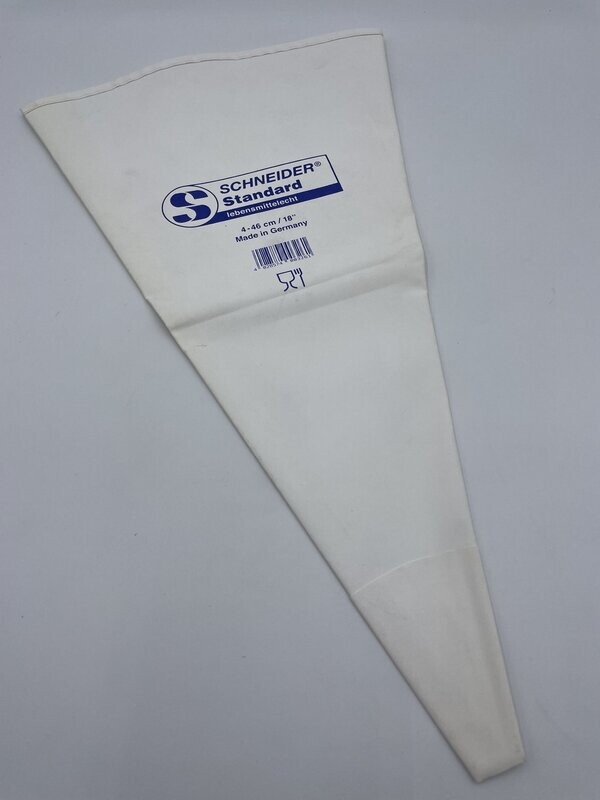 S
SCHNEIDER®
Standard
lebensmittelecht
4-46 cm / 18"
Made in Germany